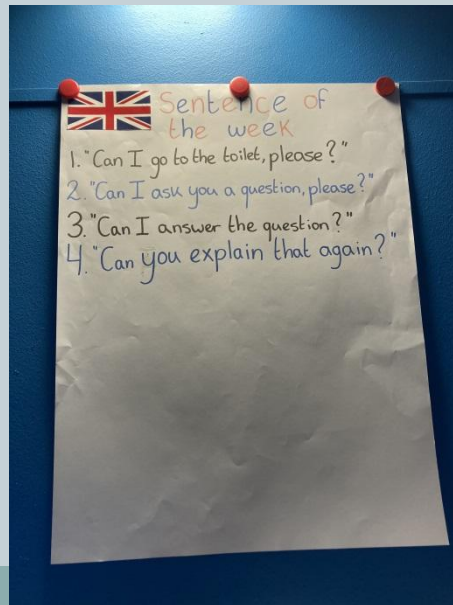 Sentence of
the week
1. "Can I go to the toilet, please?"
2. "Can I ask you a question, please?"
3. "Can I answer the question?"
4. "Can you explain that again?"